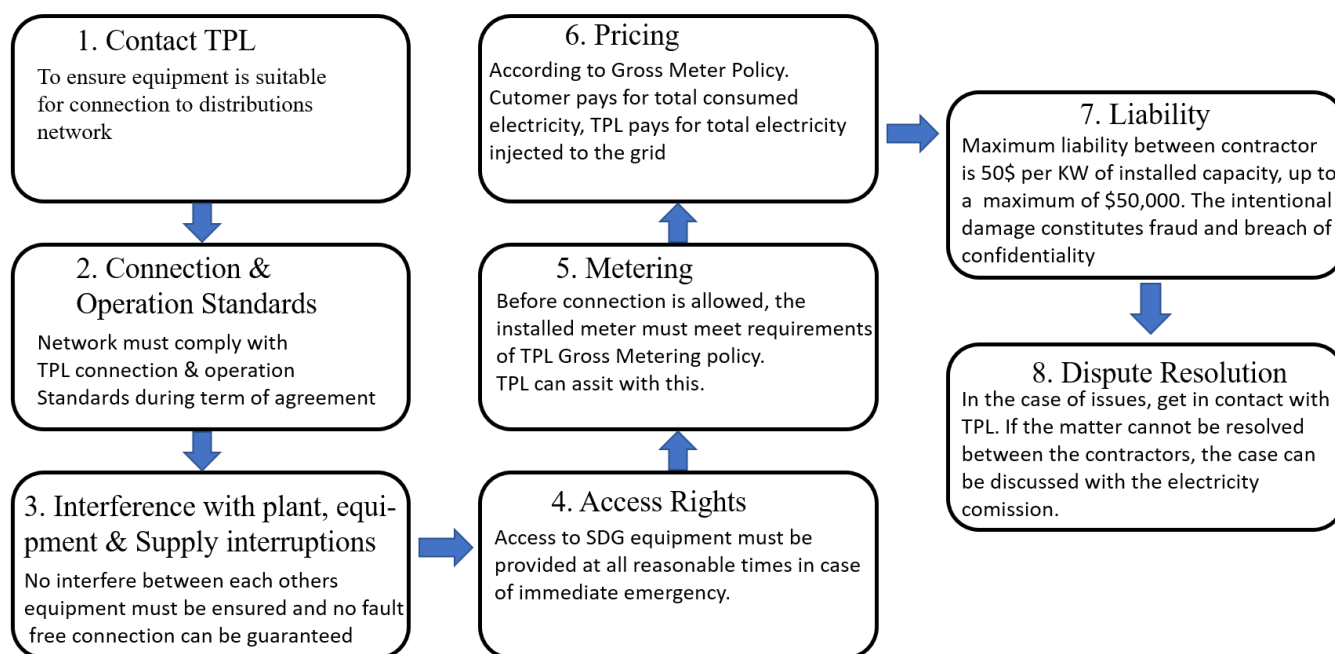 1. Contact TPL
To ensure equipment is suitable
for connection to distributions
network
2. Connection &
Operation Standards
Network must comply with
TPL connection & operation
Standards during term of agreement
3. Interference with plant, equi-
pment & Supply interruptions
No interfere between each others
equipment must be ensured and no fault
free connection can be guaranteed
4. Access Rights
Access to SDG equipment must be
provided at all reasonable times in case
of immediate emergency.
5. Metering
Before connection is allowed, the
installed meter must meet requirements
of TPL Gross Metering policy.
TPL can assit with this.
6. Pricing
According to Gross Meter Policy.
Cutomer pays for total consumed
electricity, TPL pays for total electricity
injected to the grid
7. Liability
Maximum liability between contractor
is 50$ per KW of installed capacity, up to
a maximum of $50,000. The intentional
damage constitutes fraud and breach of
confidentiality
8. Dispute Resolution
In the case of issues, get in contact with
TPL. If the matter cannot be resolved
between the contractors, the case can
be discussed with the electricity
comission.